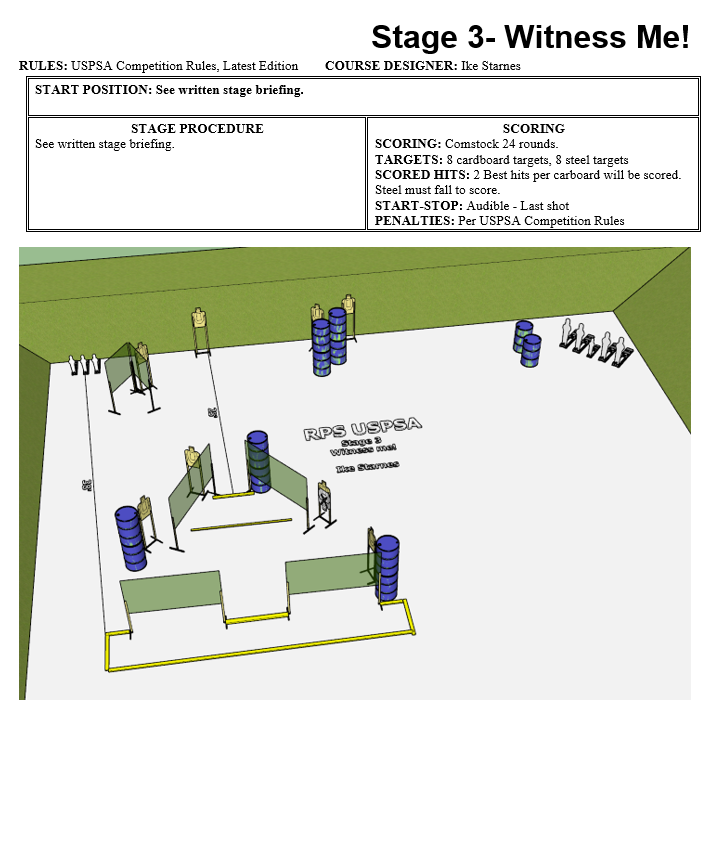 Stage 3- Witness Me!
RULES: USPSA Competition Rules, Latest Edition COURSE DESIGNER: Ike Starnes
START POSITION: See written stage briefing.
STAGE PROCEDURE
See written stage briefing.
SCORING
SCORING: Comstock 24 rounds.
TARGETS: 8 cardboard targets, 8 steel targets
SCORED HITS: 2 Best hits per carboard will be scored.
Steel must fall to score.
START-STOP: Audible - Last shot
PENALTIES: Per USPSA Competition Rules
RPS USPSA
Stage 3
Witness me!
Ike Starnes